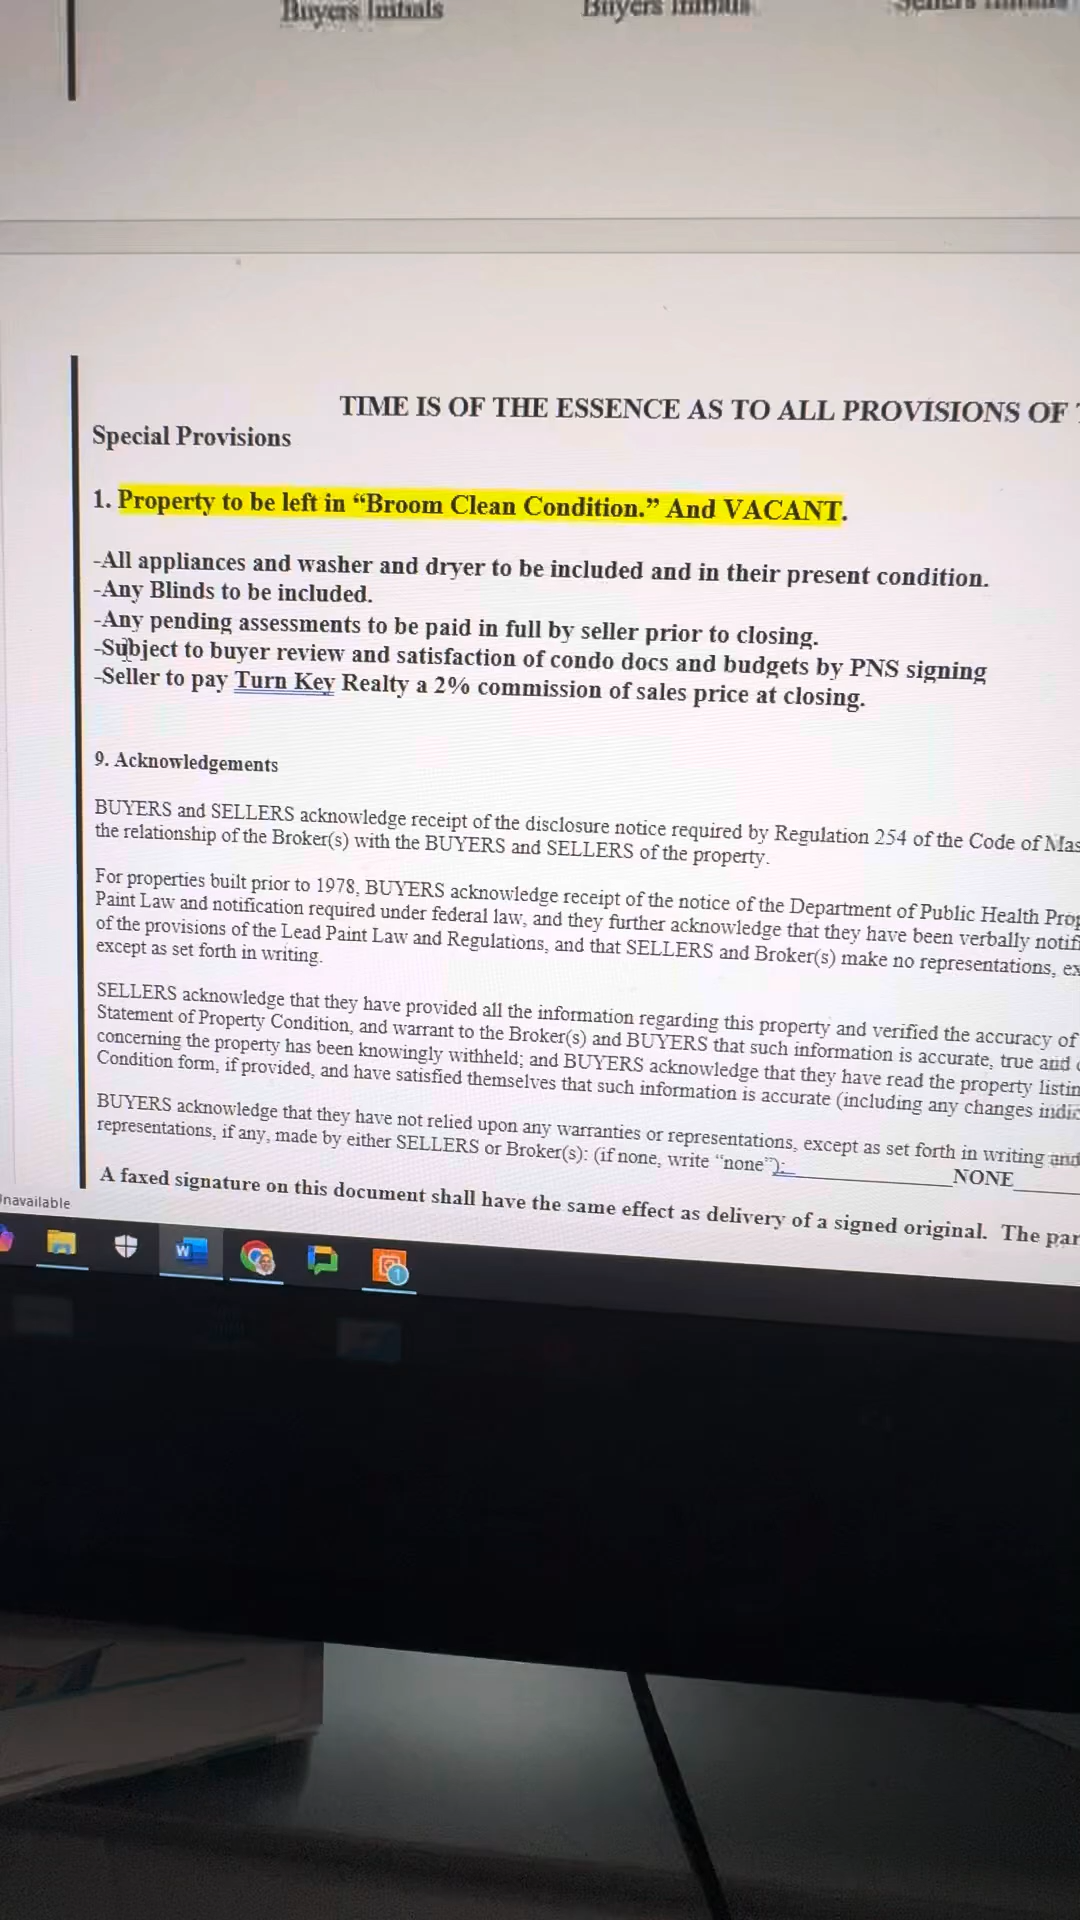 Buyers Initials Buyers Initials Sellers Initials
TIME IS OF THE ESSENCE AS TO ALL PROVISIONS OF
Special Provisions
1. Property to be left in “Broom Clean Condition.” And VACANT.
-All appliances and washer and dryer to be included and in their present condition.
-Any Blinds to be included.
-Any pending assessments to be paid in full by seller prior to closing.
-Subject to buyer review and satisfaction of condo docs and budgets by PNS signing
-Seller to pay Turn Key Realty a 2% commission of sales price at closing.
9. Acknowledgements
BUYERS and SELLERS acknowledge receipt of the disclosure notice required by Regulation 254 of the Code of Mas
the relationship of the Broker(s) with the BUYERS and SELLERS of the property.
For properties built prior to 1978, BUYERS acknowledge receipt of the notice of the Department of Public Health Prop
Paint Law and notification required under federal law, and they further acknowledge that they have been verbally notifi
of the provisions of the Lead Paint Law and Regulations, and that SELLERS and Broker(s) make no representations, ex
except as set forth in writing.
SELLERS acknowledge that they have provided all the information regarding this property and verified the accuracy of
Statement of Property Condition, and warrant to the Broker(s) and BUYERS that such information is accurate, true and
concerning the property has been knowingly withheld; and BUYERS acknowledge that they have read the property listin
Condition form, if provided, and have satisfied themselves that such information is accurate (including any changes indic
BUYERS acknowledge that they have not relied upon any warranties or representations, except as set forth in writing and
representations, if any, made by either SELLERS or Broker(s): (if none, write “none”): NONE
A faxed signature on this document shall have the same effect as delivery of a signed original. The par
navailable
W
1